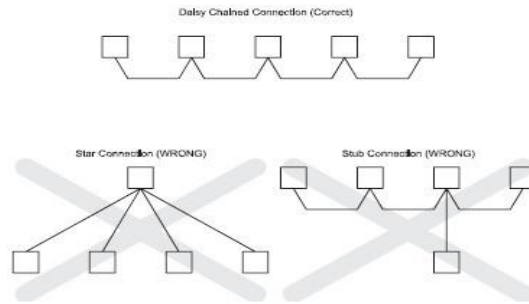 Daisy Chained Connection (Correct)
Star Connection (WRONG)
Stub Connection (WRONG)